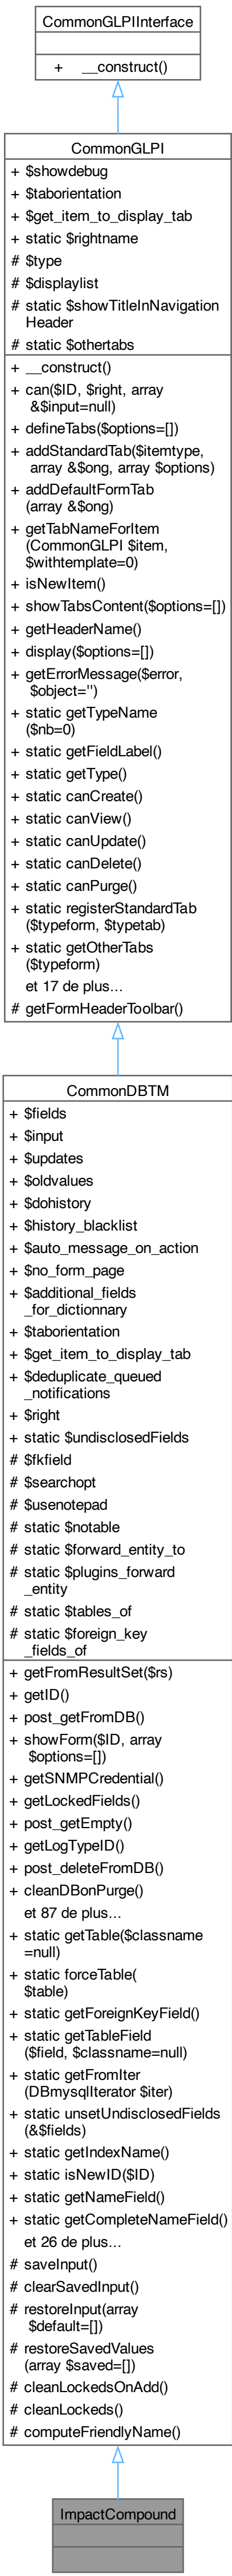 CommonGLPIInterface
+ __construct()
CommonGLPI
+ $showdebug
+ $taborientation
+ $get_item_to_display_tab
+ static $rightname
# $type
# $displaylist
# static $showTitleInNavigation
Header
# static $othertabs
+ __construct()
+ can($ID, $right, array
&$input=null)
+ defineTabs($options=[])
+ addStandardTab($itemtype,
array &$ong, array $options)
+ addDefaultFormTab
(array &$ong)
+ getTabNameForItem
(CommonGLPI $item,
$withtemplate=0)
+ isNewItem()
+ showTabsContent($options=[])
+ getHeaderName()
+ display($options=[])
+ getErrorMessage($error,
$object='')
+ static getTypeName
($nb=0)
+ static getFieldLabel()
+ static getType()
+ static canCreate()
+ static canView()
+ static canUpdate()
+ static canDelete()
+ static canPurge()
+ static registerStandardTab
($typeform, $typetab)
+ static getOtherTabs
($typeform)
et 17 de plus...
# getFormHeaderToolbar()
CommonDBTM
+ $fields
+ $input
+ $updates
+ $oldvalues
+ $dohistory
+ $history_blacklist
+ $auto_message_on_action
+ $no_form_page
+ $additional_fields
_for_dictionnary
+ $taborientation
+ $get_item_to_display_tab
+ $deduplicate_queued
_notifications
+ $right
+ static $undisclosedFields
# $fkfield
# $searchopt
# $usenotepad
# static $notable
# static $forward_entity_to
# static $plugins_forward
_entity
# static $tables_of
# static $foreign_key
_fields_of
+ getFromResultSet($rs)
+ getID()
+ post_getFromDB()
+ showForm($ID, array
$options=[])
+ getSNMPCredential()
+ getLockedFields()
+ post_getEmpty()
+ getLogTypeID()
+ post_deleteFromDB()
+ cleanDBonPurge()
et 87 de plus...
+ static getTable($classname
=null)
+ static forceTable(
$table)
+ static getForeignKeyField()
+ static getTableField
($field, $classname=null)
+ static getFromIter
(DBmysqlIterator $iter)
+ static unsetUndisclosedFields
(&$fields)
+ static getIndexName()
+ static isNewID($ID)
+ static getNameField()
+ static getCompleteNameField()
et 26 de plus...
# saveInput()
# clearSavedInput()
# restoreInput(array
$default=[])
# restoreSavedValues
(array $saved=[])
# cleanLockedsOnAdd()
# cleanLockeds()
# computeFriendlyName()
ImpactCompound